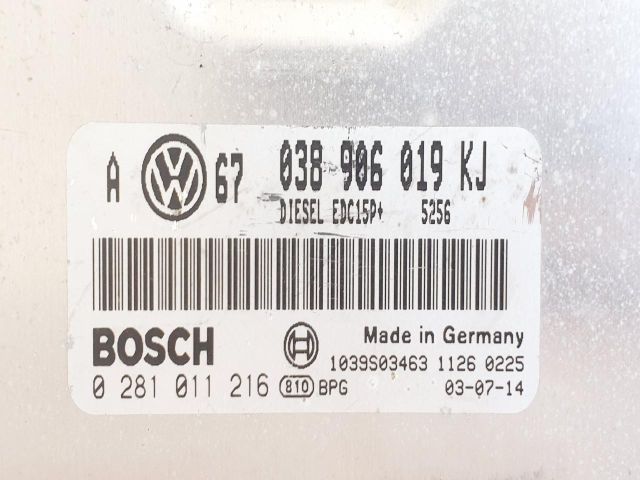 A VW 67 038 906 019 KJ
DIESEL EDC15P+ 5256
BOSCH
Made in Germany
1039S03463 1126 0225
0 281 011 216 810 BPG 03-07-14